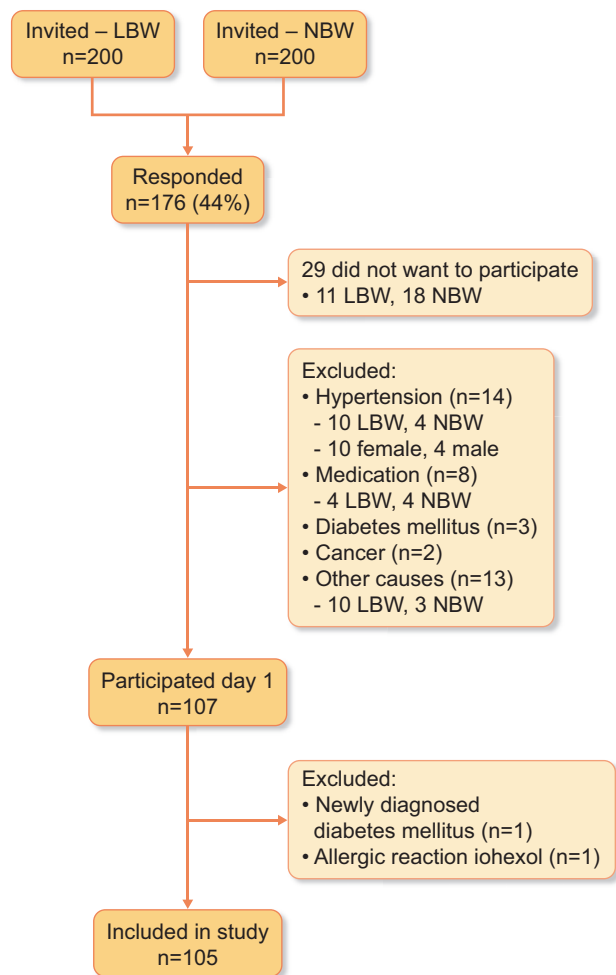 Invited – LBW
n=200
Invited – NBW
n=200
Responded
n=176 (44%)
29 did not want to participate
• 11 LBW, 18 NBW
Excluded:
• Hypertension (n=14)
- 10 LBW, 4 NBW
- 10 female, 4 male
• Medication (n=8)
- 4 LBW, 4 NBW
• Diabetes mellitus (n=3)
• Cancer (n=2)
• Other causes (n=13)
- 10 LBW, 3 NBW
Participated day 1
n=107
Excluded:
• Newly diagnosed
diabetes mellitus (n=1)
• Allergic reaction iohexol (n=1)
Included in study
n=105